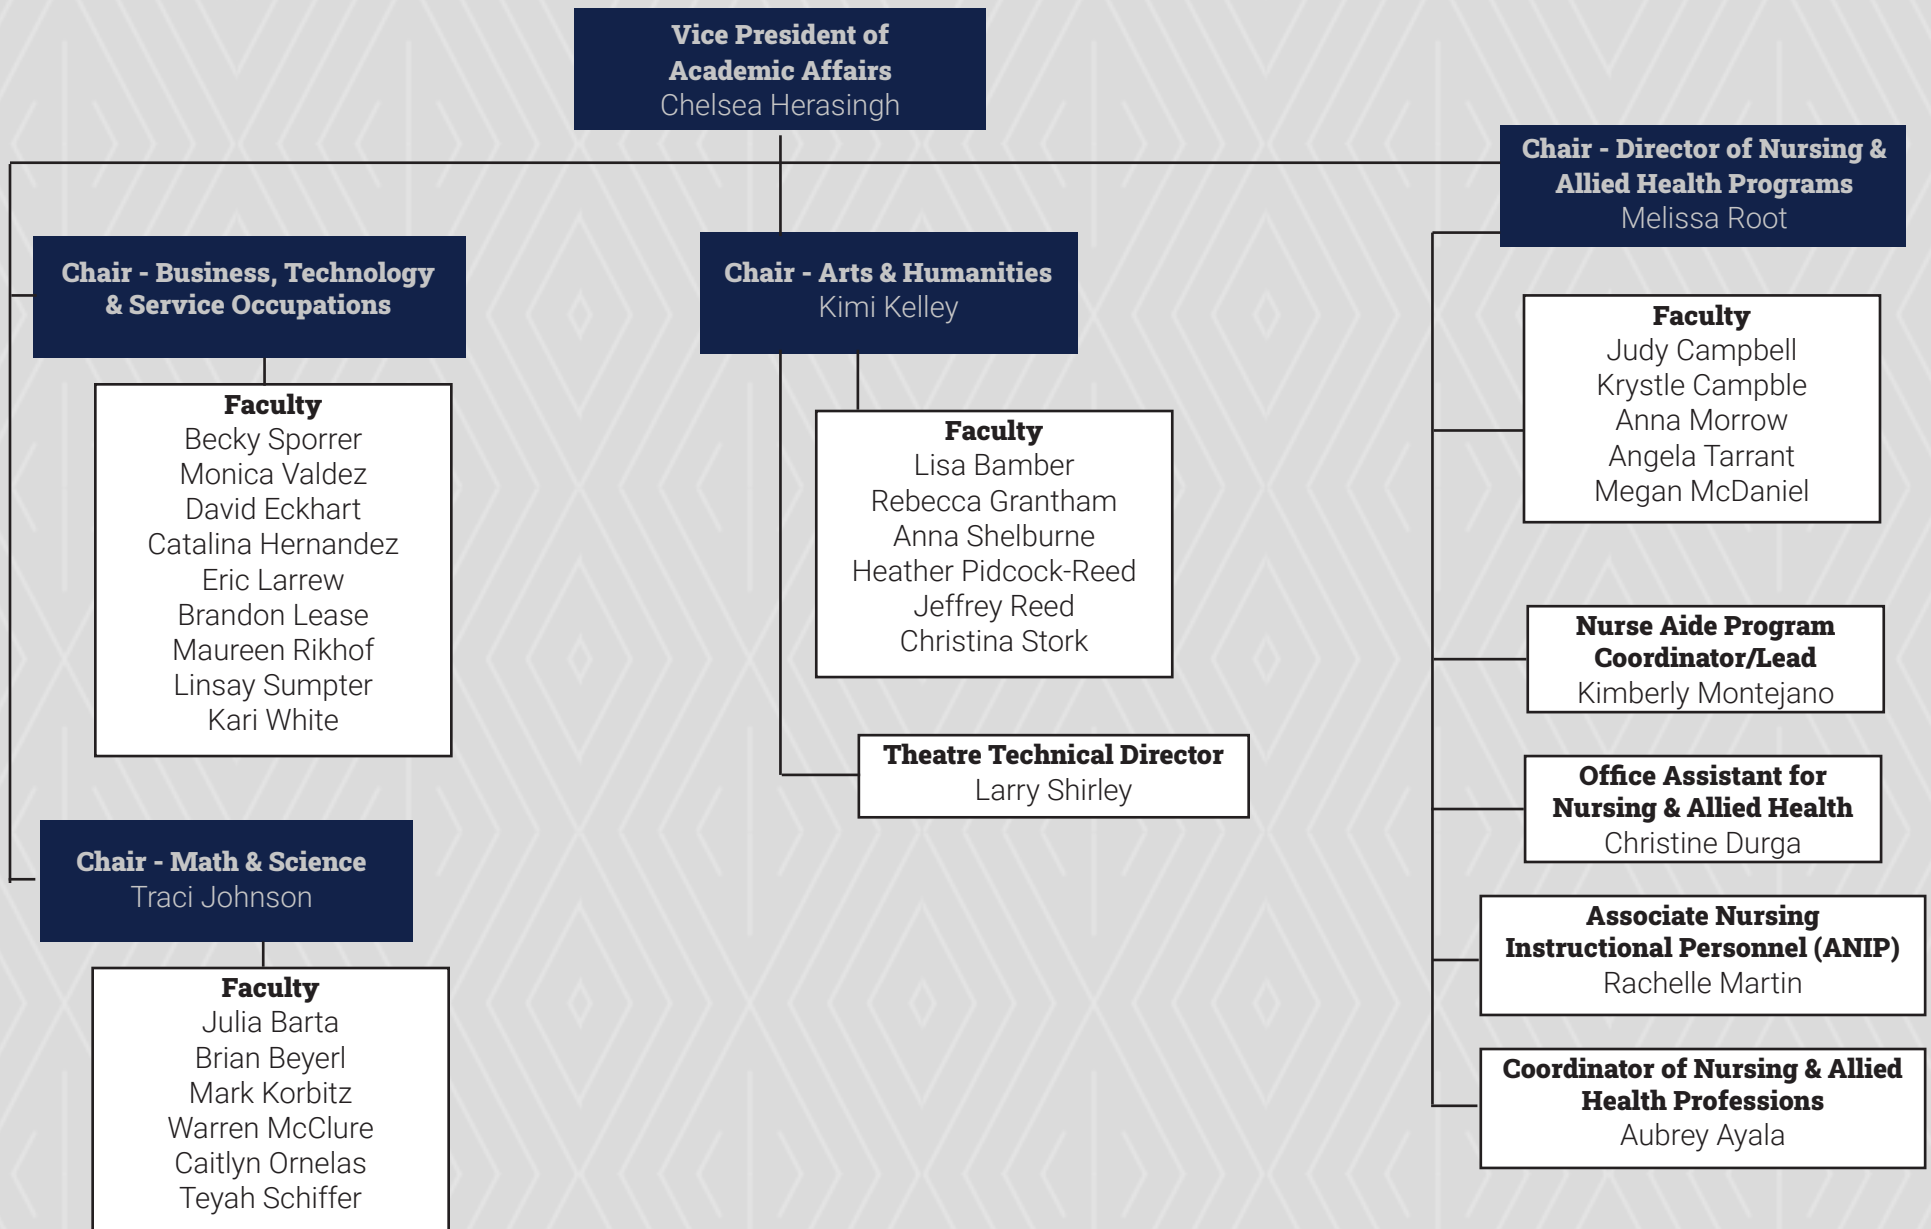 Vice President of
Academic Affairs
Chelsea Herasingh
Chair - Director of Nursing &
Allied Health Programs
Melissa Root
Chair - Business, Technology
& Service Occupations
Faculty
Becky Sporrer
Monica Valdez
David Eckhart
Catalina Hernandez
Eric Larrew
Brandon Lease
Maureen Rikhof
Linsay Sumpter
Kari White
Chair - Math & Science
Traci Johnson
Faculty
Julia Barta
Brian Beyerl
Mark Korbitz
Warren McClure
Caitlyn Ornelas
Teyah Schiffer
Chair - Arts & Humanities
Kimi Kelley
Faculty
Lisa Bamber
Rebecca Grantham
Anna Shelburne
Heather Pidcock-Reed
Jeffrey Reed
Christina Stork
Theatre Technical Director
Larry Shirley
Faculty
Judy Campbell
Krystle Campble
Anna Morrow
Angela Tarrant
Megan McDaniel
Nurse Aide Program
Coordinator/Lead
Kimberly Montejano
Office Assistant for
Nursing & Allied Health
Christine Durga
Associate Nursing
Instructional Personnel (ANIP)
Rachelle Martin
Coordinator of Nursing & Allied
Health Professions
Aubrey Ayala